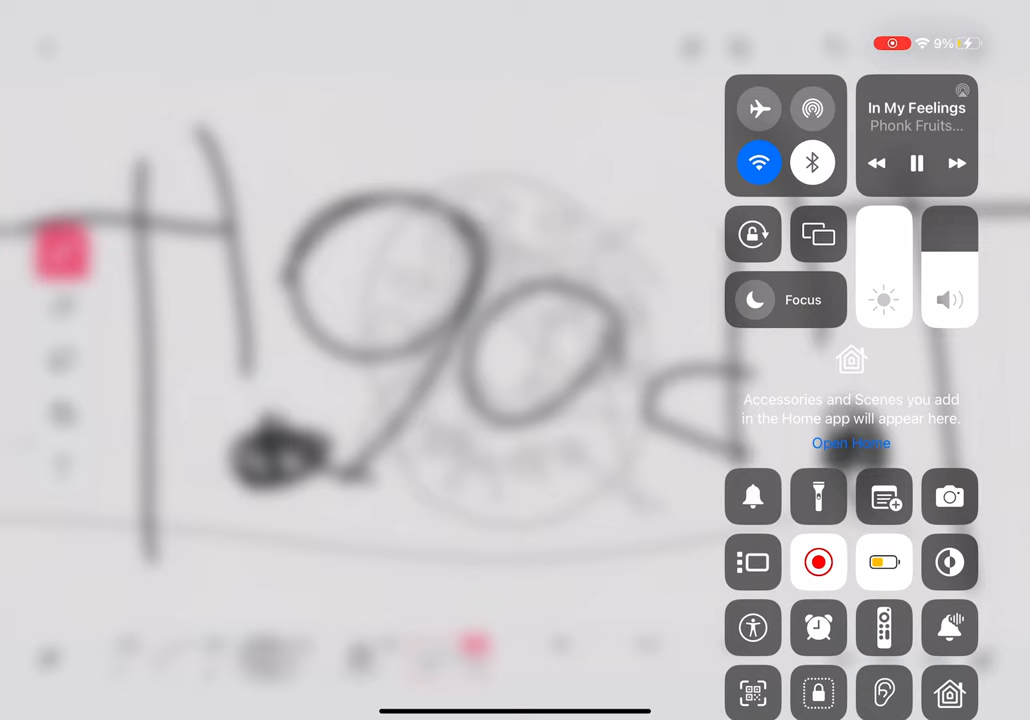 9%
In My Feelings
Phonk Fruits...
Focus
Accessories and Scenes you add
in the Home app will appear here.
Open Home